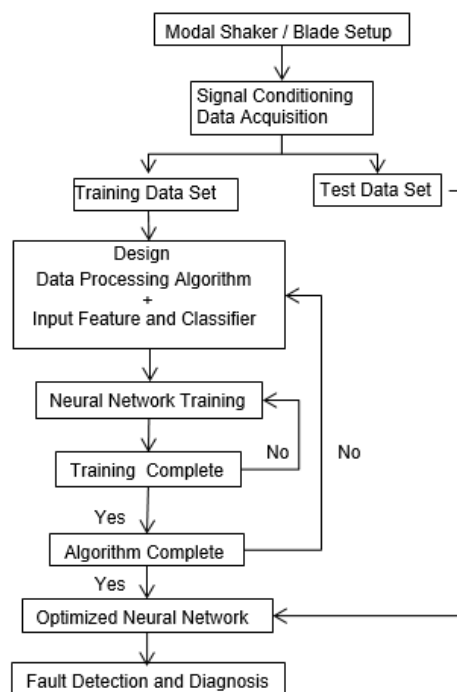 Modal Shaker / Blade Setup
Signal Conditioning
Data Acquisition
Training Data Set
Test Data Set
Design
Data Processing Algorithm
+
Input Feature and Classifier
Neural Network Training
No
No
Training Complete
Yes
Algorithm Complete
Yes
Optimized Neural Network
Fault Detection and Diagnosis